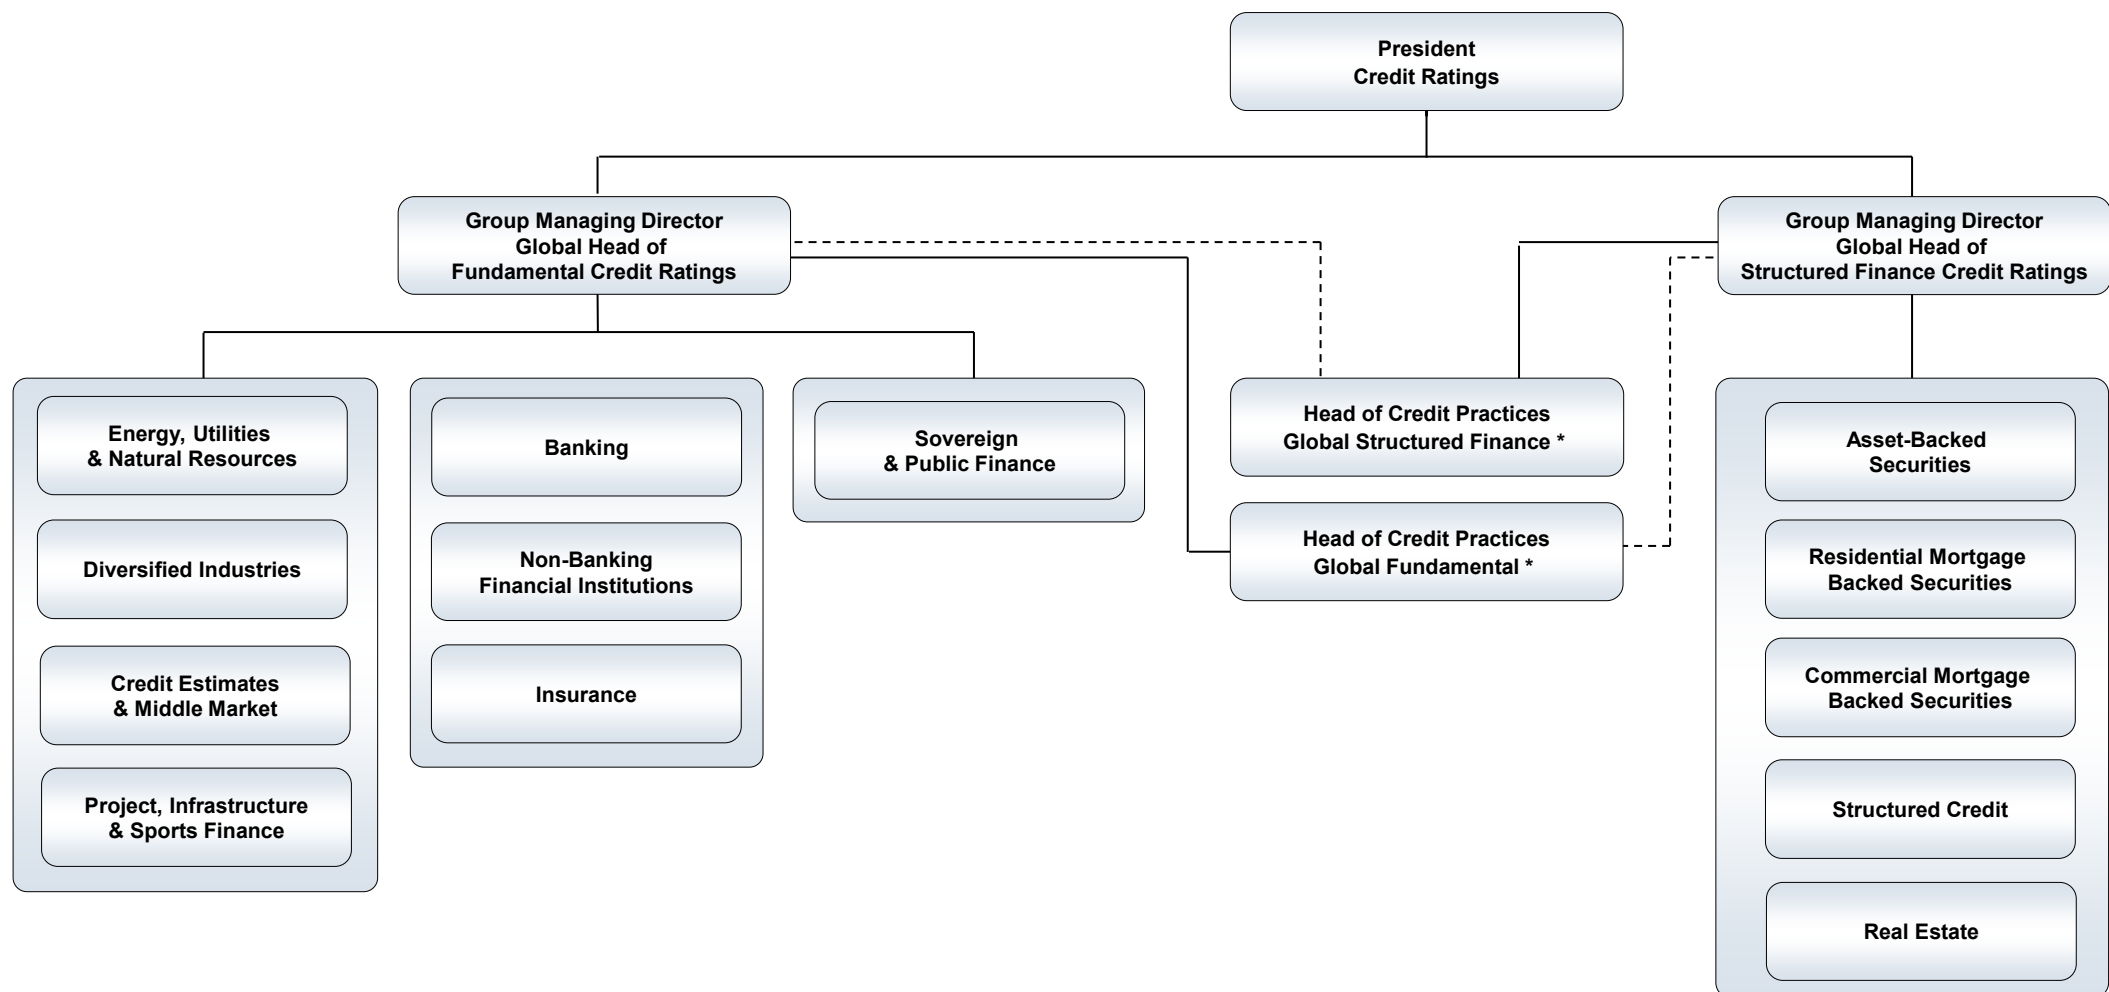 President
Credit Ratings
Group Managing Director
Global Head of
Fundamental Credit Ratings
Group Managing Director
Global Head of
Structured Finance Credit Ratings
Energy, Utilities
& Natural Resources
Diversified Industries
Credit Estimates
& Middle Market
Project, Infrastructure
& Sports Finance
Banking
Non-Banking
Financial Institutions
Insurance
Sovereign
& Public Finance
Head of Credit Practices
Global Structured Finance *
Head of Credit Practices
Global Fundamental *
Asset-Backed
Securities
Residential Mortgage
Backed Securities
Commercial Mortgage
Backed Securities
Structured Credit
Real Estate